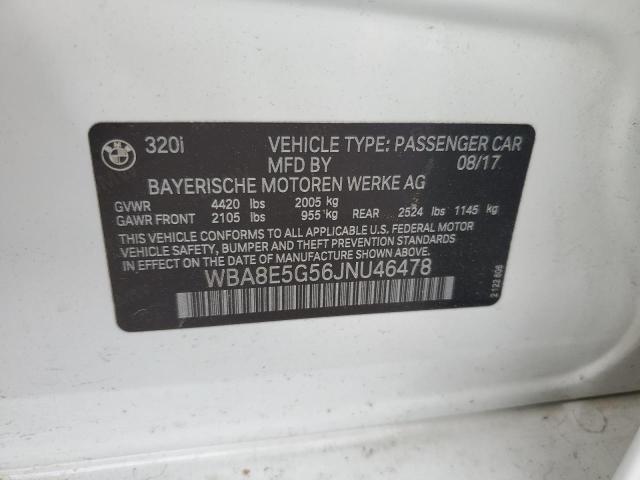 BMW 320i VEHICLE TYPE: PASSENGER CAR
MFD BY 08/17
BAYERISCHE MOTOREN WERKE AG
GVWR 4420 lbs 2005 kg
GAWR FRONT 2105 lbs 955 kg REAR 2524 lbs 1145 kg
THIS VEHICLE CONFORMS TO ALL APPLICABLE U.S. FEDERAL MOTOR
VEHICLE SAFETY, BUMPER AND THEFT PREVENTION STANDARDS
IN EFFECT ON THE DATE OF MANUFACTURE SHOWN ABOVE.
WBA8E5G56JNU46478